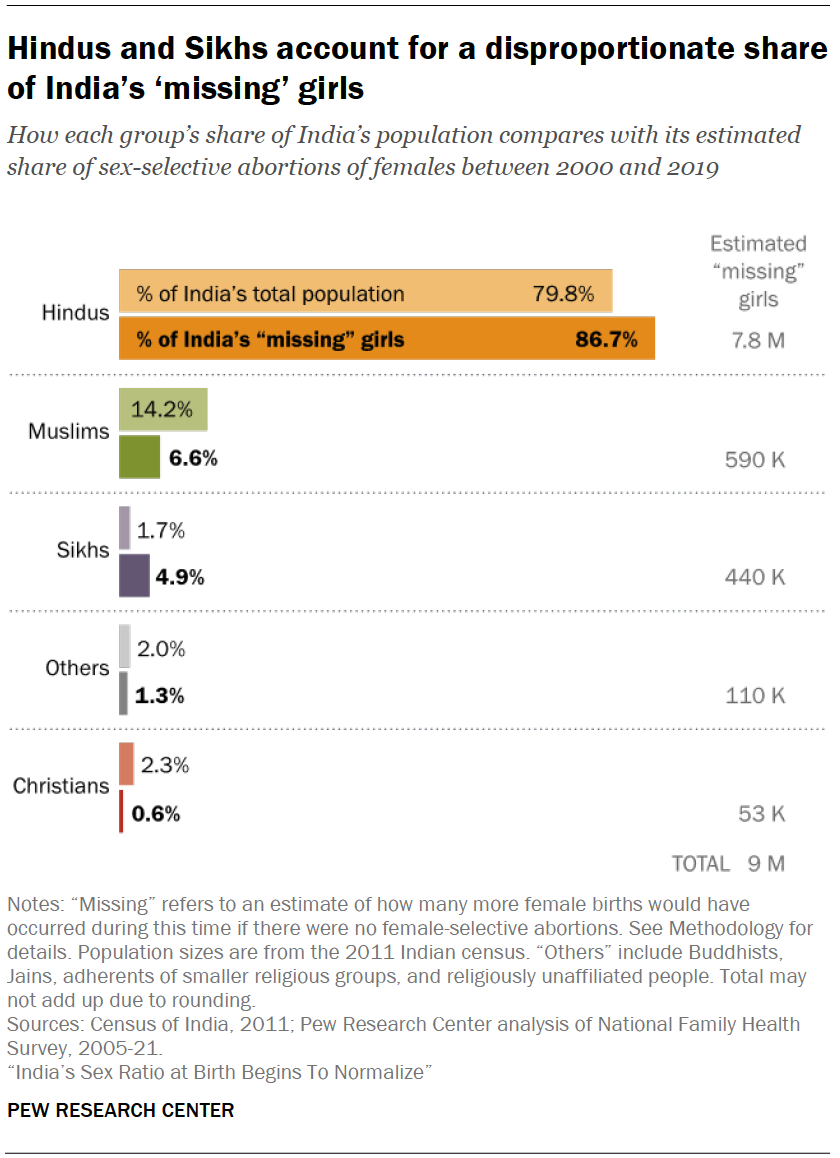 Hindus and Sikhs account for a disproportionate share
of India’s ‘missing’ girls
How each group’s share of India’s population compares with its estimated
share of sex-selective abortions of females between 2000 and 2019
Estimated
“missing”
girls
Hindus
% of India’s total population 79.8%
% of India’s “missing” girls 86.7%
7.8 M
Muslims
14.2%
6.6%
590 K
Sikhs
1.7%
4.9%
440 K
Others
2.0%
1.3%
110 K
Christians
2.3%
0.6%
53 K
TOTAL 9 M
Notes: “Missing” refers to an estimate of how many more female births would have
occurred during this time if there were no female-selective abortions. See Methodology for
details. Population sizes are from the 2011 Indian census. “Others” include Buddhists,
Jains, adherents of smaller religious groups, and religiously unaffiliated people. Total may
not add up due to rounding.
Sources: Census of India, 2011; Pew Research Center analysis of National Family Health
Survey, 2005-21.
“India’s Sex Ratio at Birth Begins To Normalize”
PEW RESEARCH CENTER